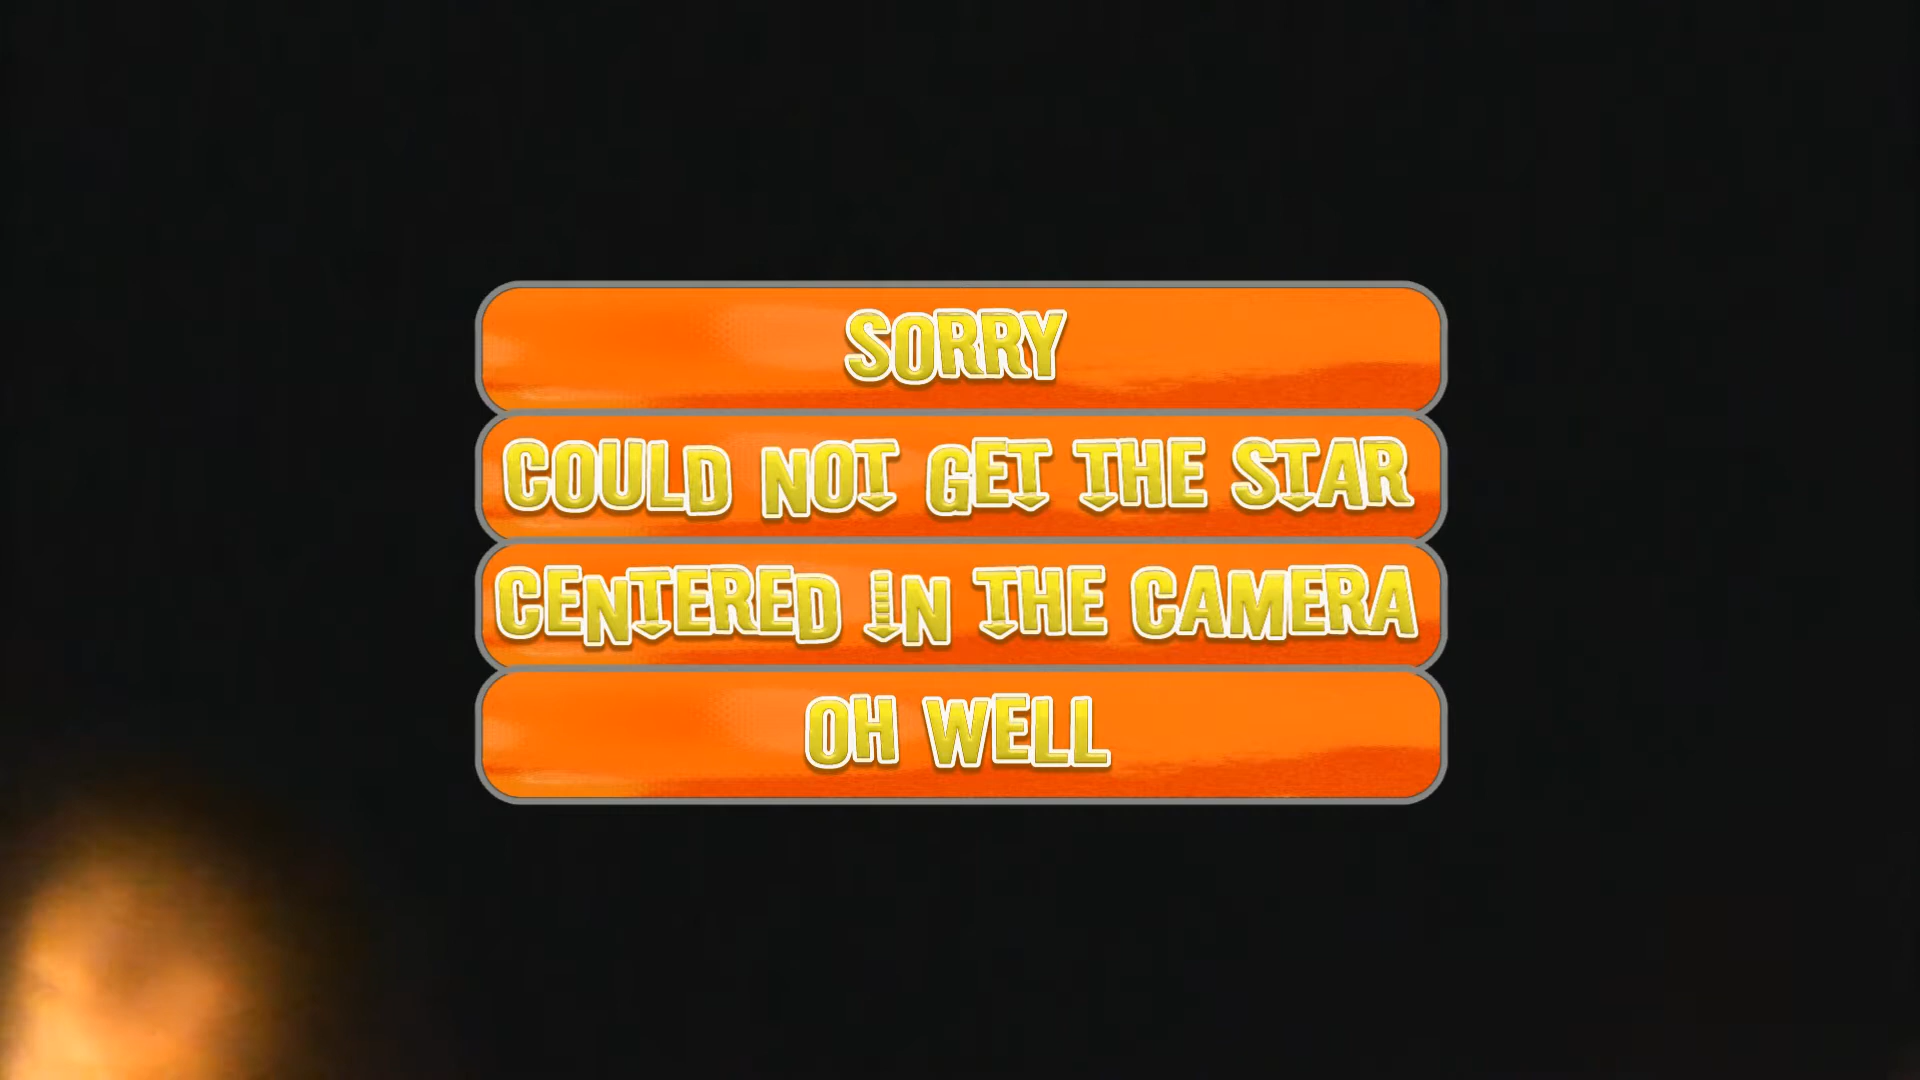 SORRY
COULD NOT GET THE STAR
CENTERED IN THE CAMERA
OH WELL